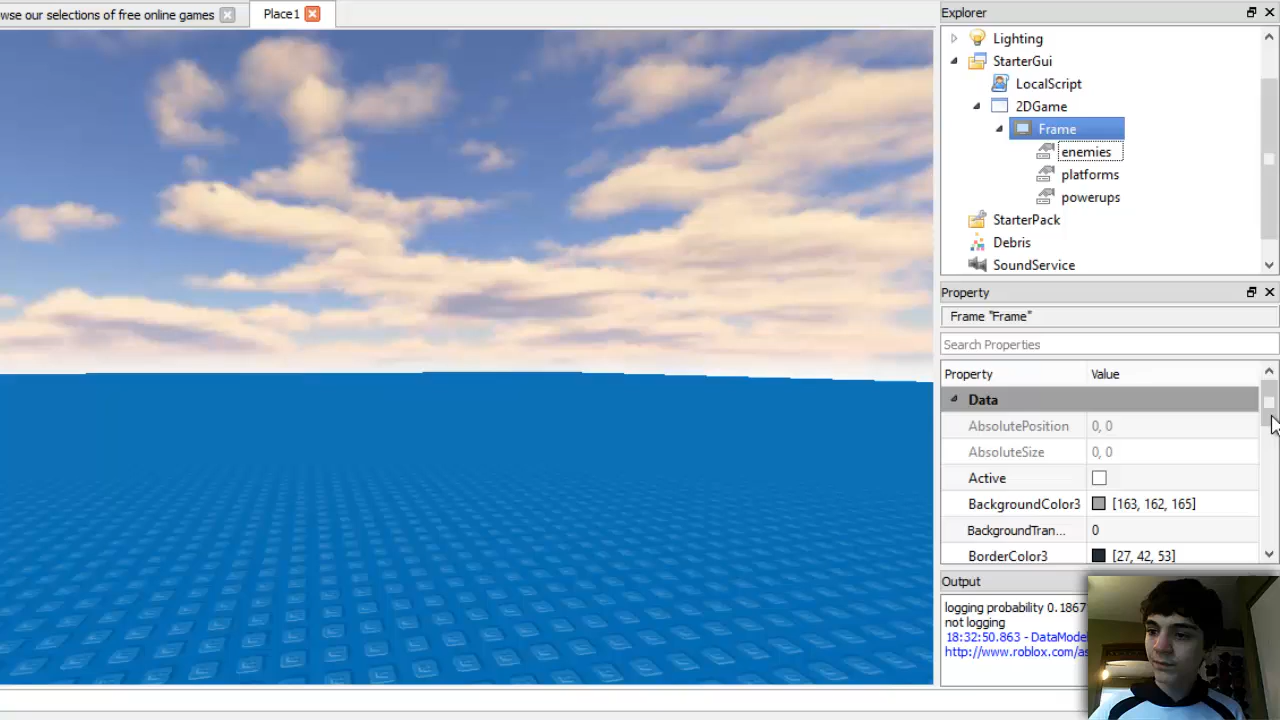 wse our selections of free online games
Place1
Explorer
Lighting
StarterGui
LocalScript
2DGame
Frame
enemies
platforms
powerups
StarterPack
Debris
SoundService
Property
Frame "Frame"
Search Properties
Property Value
Data
AbsolutePosition 0, 0
AbsoluteSize 0, 0
Active
BackgroundColor3 [163, 162, 165]
BackgroundTran... 0
BorderColor3 [27, 42, 53]
Output
logging probability 0.1867
not logging
18:32:50.863 - DataMode
http://www.roblox.com/as